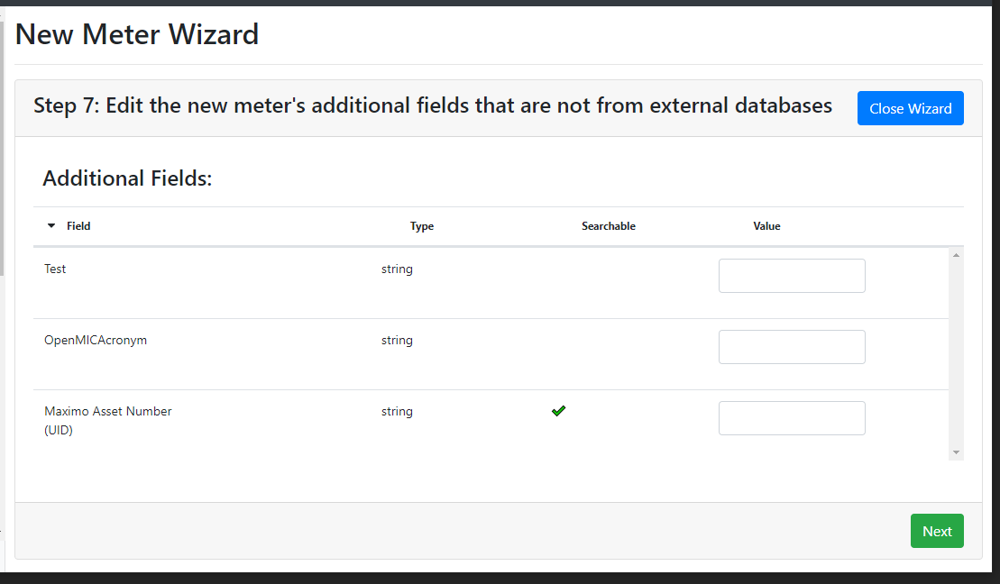 New Meter Wizard
Step 7: Edit the new meter's additional fields that are not from external databases
Close Wizard
Additional Fields:
Field Type Searchable Value
Test string
OpenMICAcronym string
Maximo Asset Number string
(UID)
Next